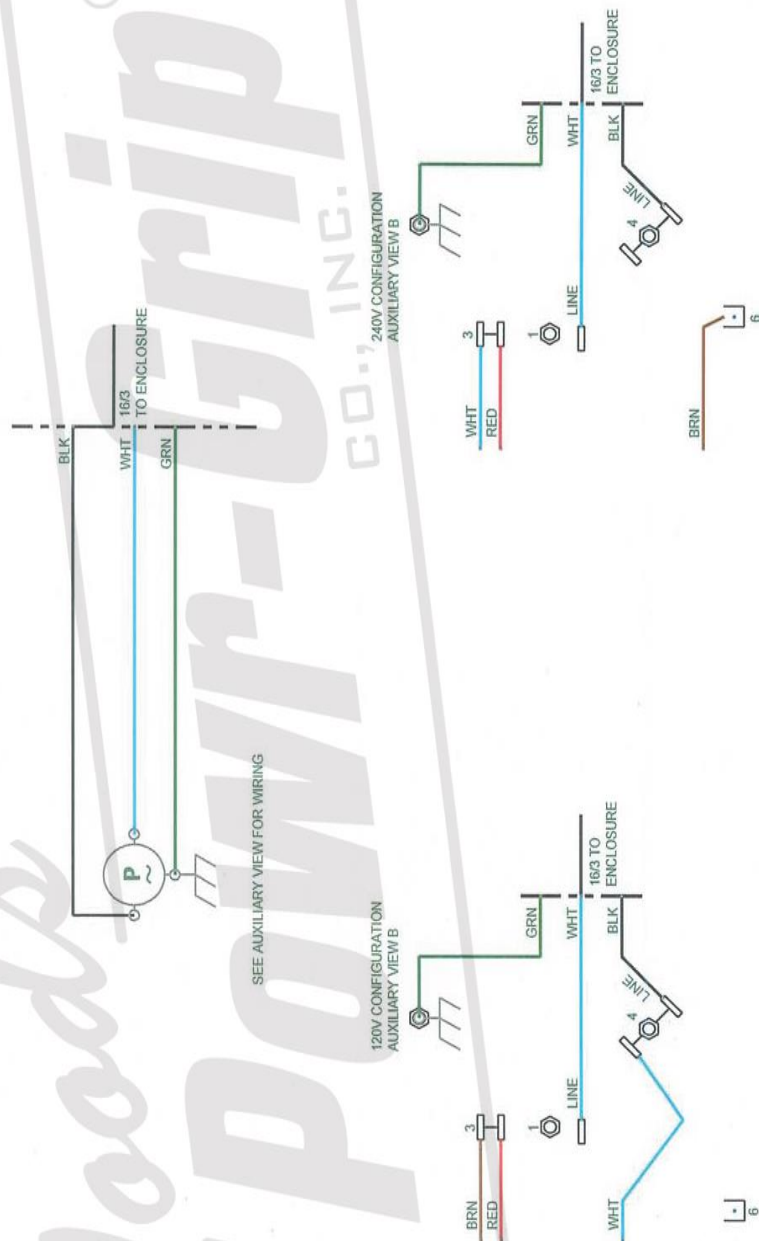 Wood's
Powr-Grip®
CO., INC.
BLK
16/3
TO ENCLOSURE
WHT
GRN
P
~
SEE AUXILIARY VIEW FOR WIRING
120V CONFIGURATION
AUXILIARY VIEW B
GRN
WHT
16/3 TO
ENCLOSURE
BLK
LINE
4
LINE
1
3
BRN
RED
WHT
6
240V CONFIGURATION
AUXILIARY VIEW B
GRN
WHT
16/3 TO
ENCLOSURE
BLK
LINE
4
LINE
1
3
WHT
RED
BRN
6